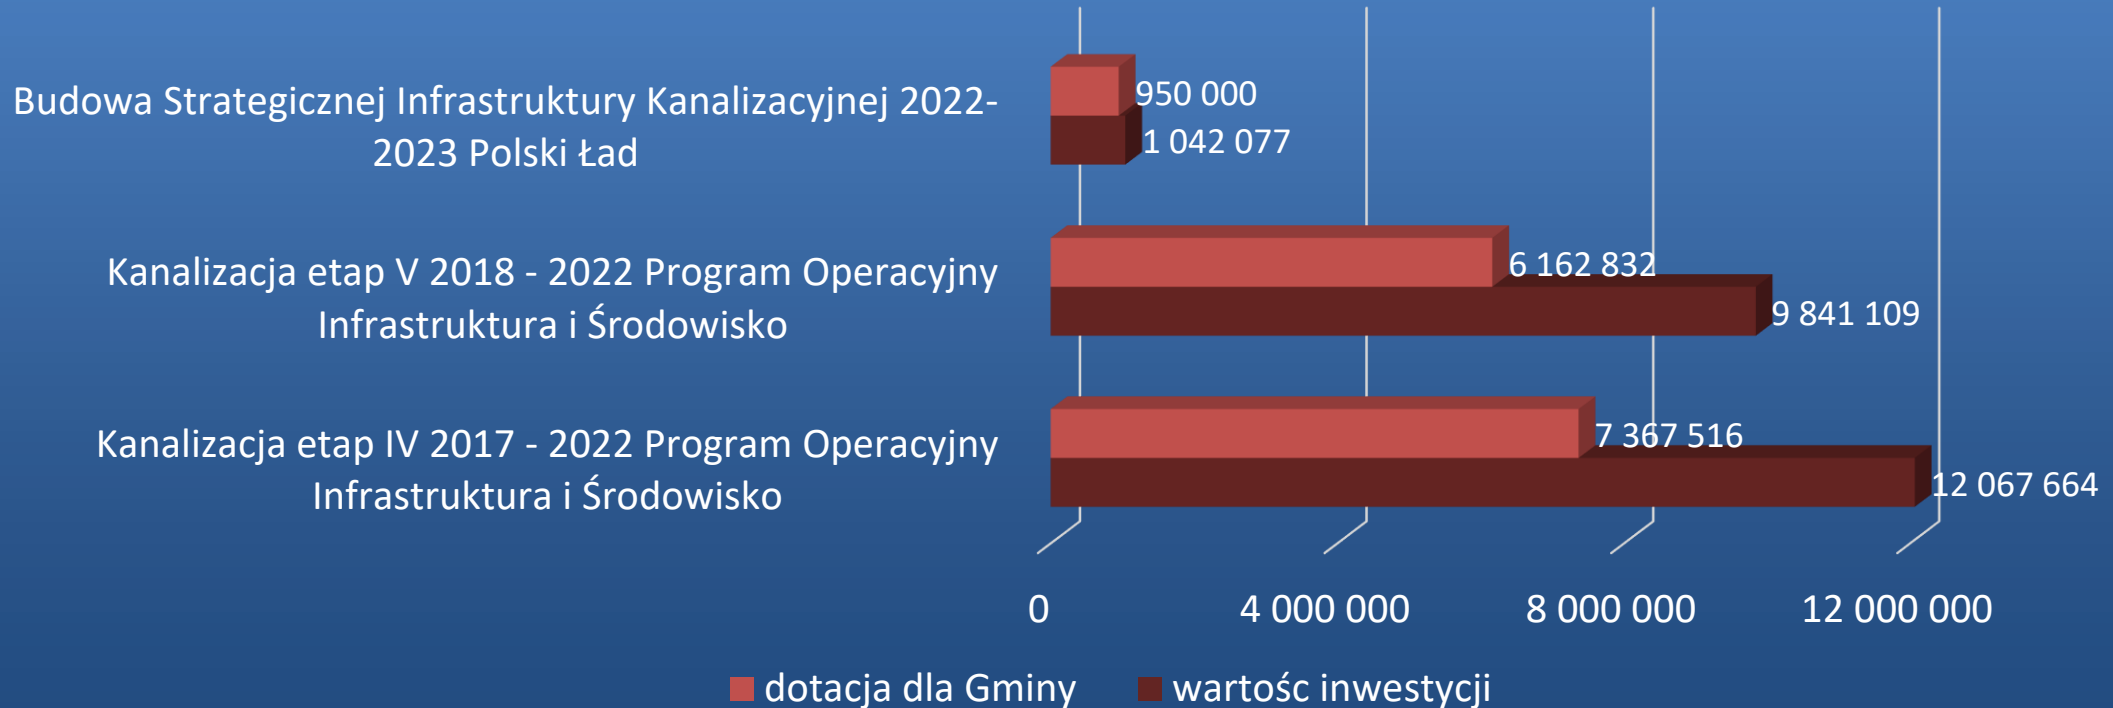 Budowa Strategicznej Infrastruktury Kanalizacyjnej 2022-
2023 Polski Ład
950 000
1 042 077
Kanalizacja etap V 2018 - 2022 Program Operacyjny
Infrastruktura i Środowisko
6 162 832
9 841 109
Kanalizacja etap IV 2017 - 2022 Program Operacyjny
Infrastruktura i Środowisko
7 367 516
12 067 664
0 4 000 000 8 000 000 12 000 000
dotacja dla Gminy wartośc inwestycji